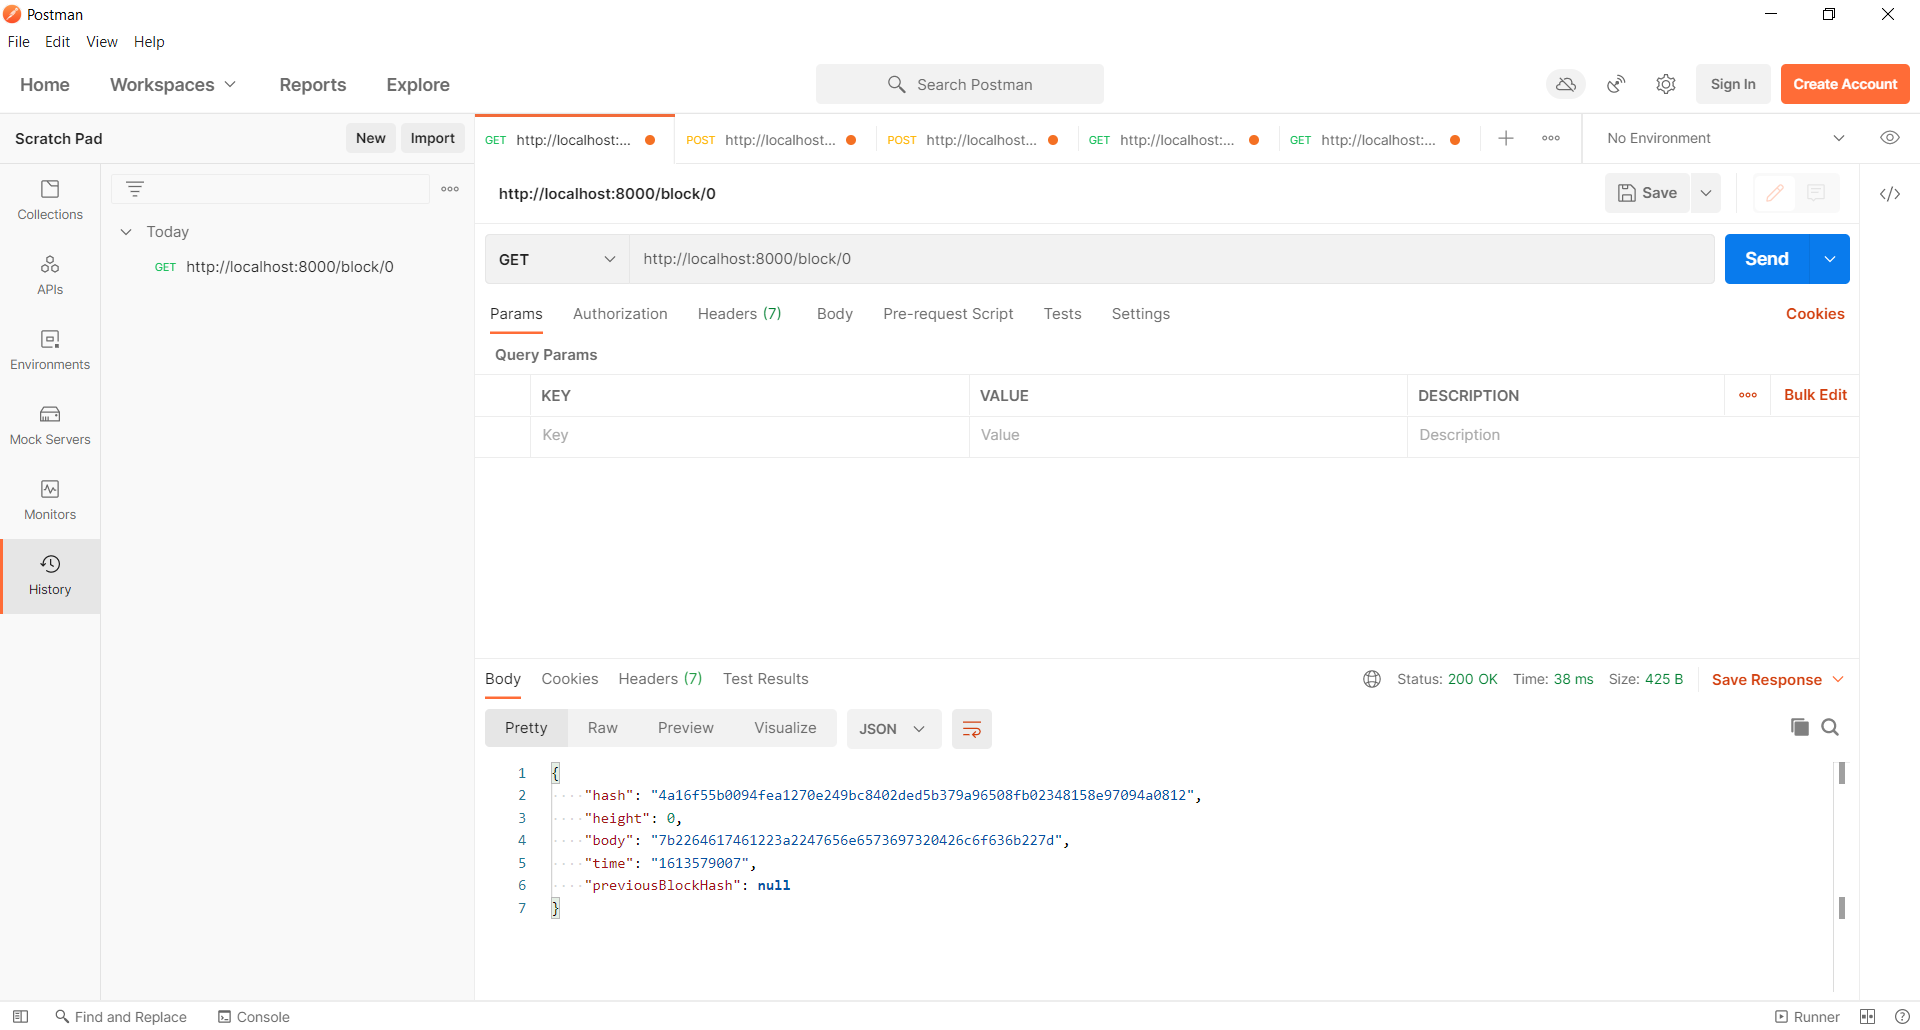 Postman
File Edit View Help
Home Workspaces Reports Explore Search Postman Sign In Create Account
Scratch Pad New Import
GET http://localhost:... POST http://localhost... POST http://localhost... GET http://localhost:... GET http://localhost:... No Environment
http://localhost:8000/block/0 Save
Collections
APIs
Environments
Mock Servers
Monitors
History
Today
GET http://localhost:8000/block/0
GET http://localhost:8000/block/0 Send
Params Authorization Headers (7) Body Pre-request Script Tests Settings Cookies
Query Params
KEY VALUE DESCRIPTION Bulk Edit
Key Value Description
Body Cookies Headers (7) Test Results Status: 200 OK Time: 38 ms Size: 425 B Save Response
Pretty Raw Preview Visualize JSON
1 {
2 "hash": "4a16f55b0094fea1270e249bc8402ded5b379a96508fb02348158e97094a0812",
3 "height": 0,
4 "body": "7b2264617461223a2247656e6573697320426c6f636b227d",
5 "time": "1613579007",
6 "previousBlockHash": null
7 }
Find and Replace Console Runner